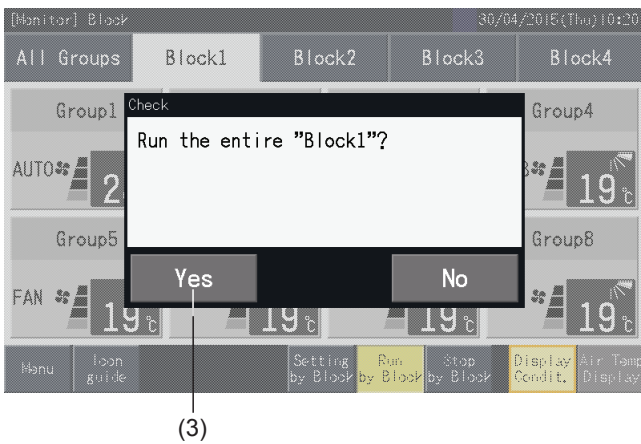 [Monitor] Block 30/04/2015(Thu)10:20
All Groups Block1 Block2 Block3 Block4
Group1 Check Group4
Run the entire ”Block1”?
AUTO 2 19℃
Group5 Group8
Yes No
FAN 19℃ 19℃ 19℃ 19℃
Menu Icon guide Setting by Block Run by Block Stop by Block Display Condit. Air Temp Display
(3)